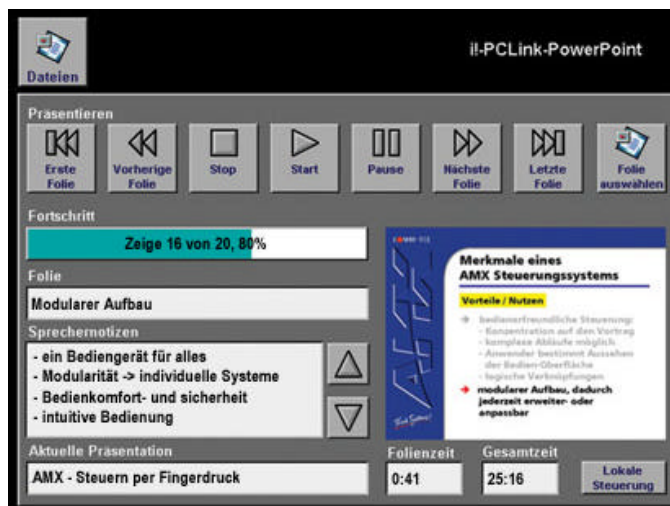 Dateien
i!-PCLink-PowerPoint
Präsentieren
Erste
Folie
Vorherige
Folie
Stop
Start
Pause
Nächste
Folie
Letzte
Folie
Folie
auswählen
Fortschritt
Zeige 16 von 20, 80%
Folie
Modularer Aufbau
Sprechernotizen
- ein Bediengerät für alles
- Modularität -> individuelle Systeme
- Bedienkomfort- und sicherheit
- intuitive Bedienung
Aktuelle Präsentation
AMX - Steuern per Fingerdruck
AMX
Merkmale eines
AMX Steuerungssystems
Vorteile / Nutzen
bedienerfreundliche Steuerung:
- Konzentration auf den Vortrag
- komplexe Abläufe möglich
- Anwender bestimmt Aussehen
der Bedien-Oberfläche
- logische Verknüpfungen
modularer Aufbau, dadurch
jederzeit erweiter- oder
anpassbar
Folienzeit
0:41
Gesamtzeit
25:16
Lokale
Steuerung